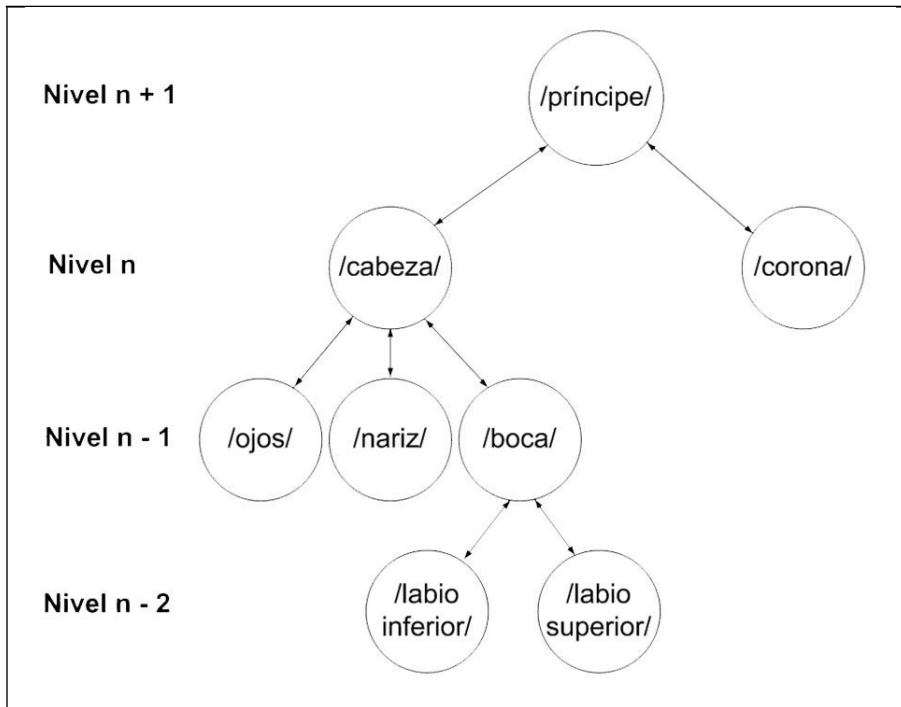 Nivel n + 1
/príncipe/
Nivel n
/cabeza/
/corona/
Nivel n - 1
/ojos/
/nariz/
/boca/
Nivel n - 2
/labio
inferior/
/labio
superior/